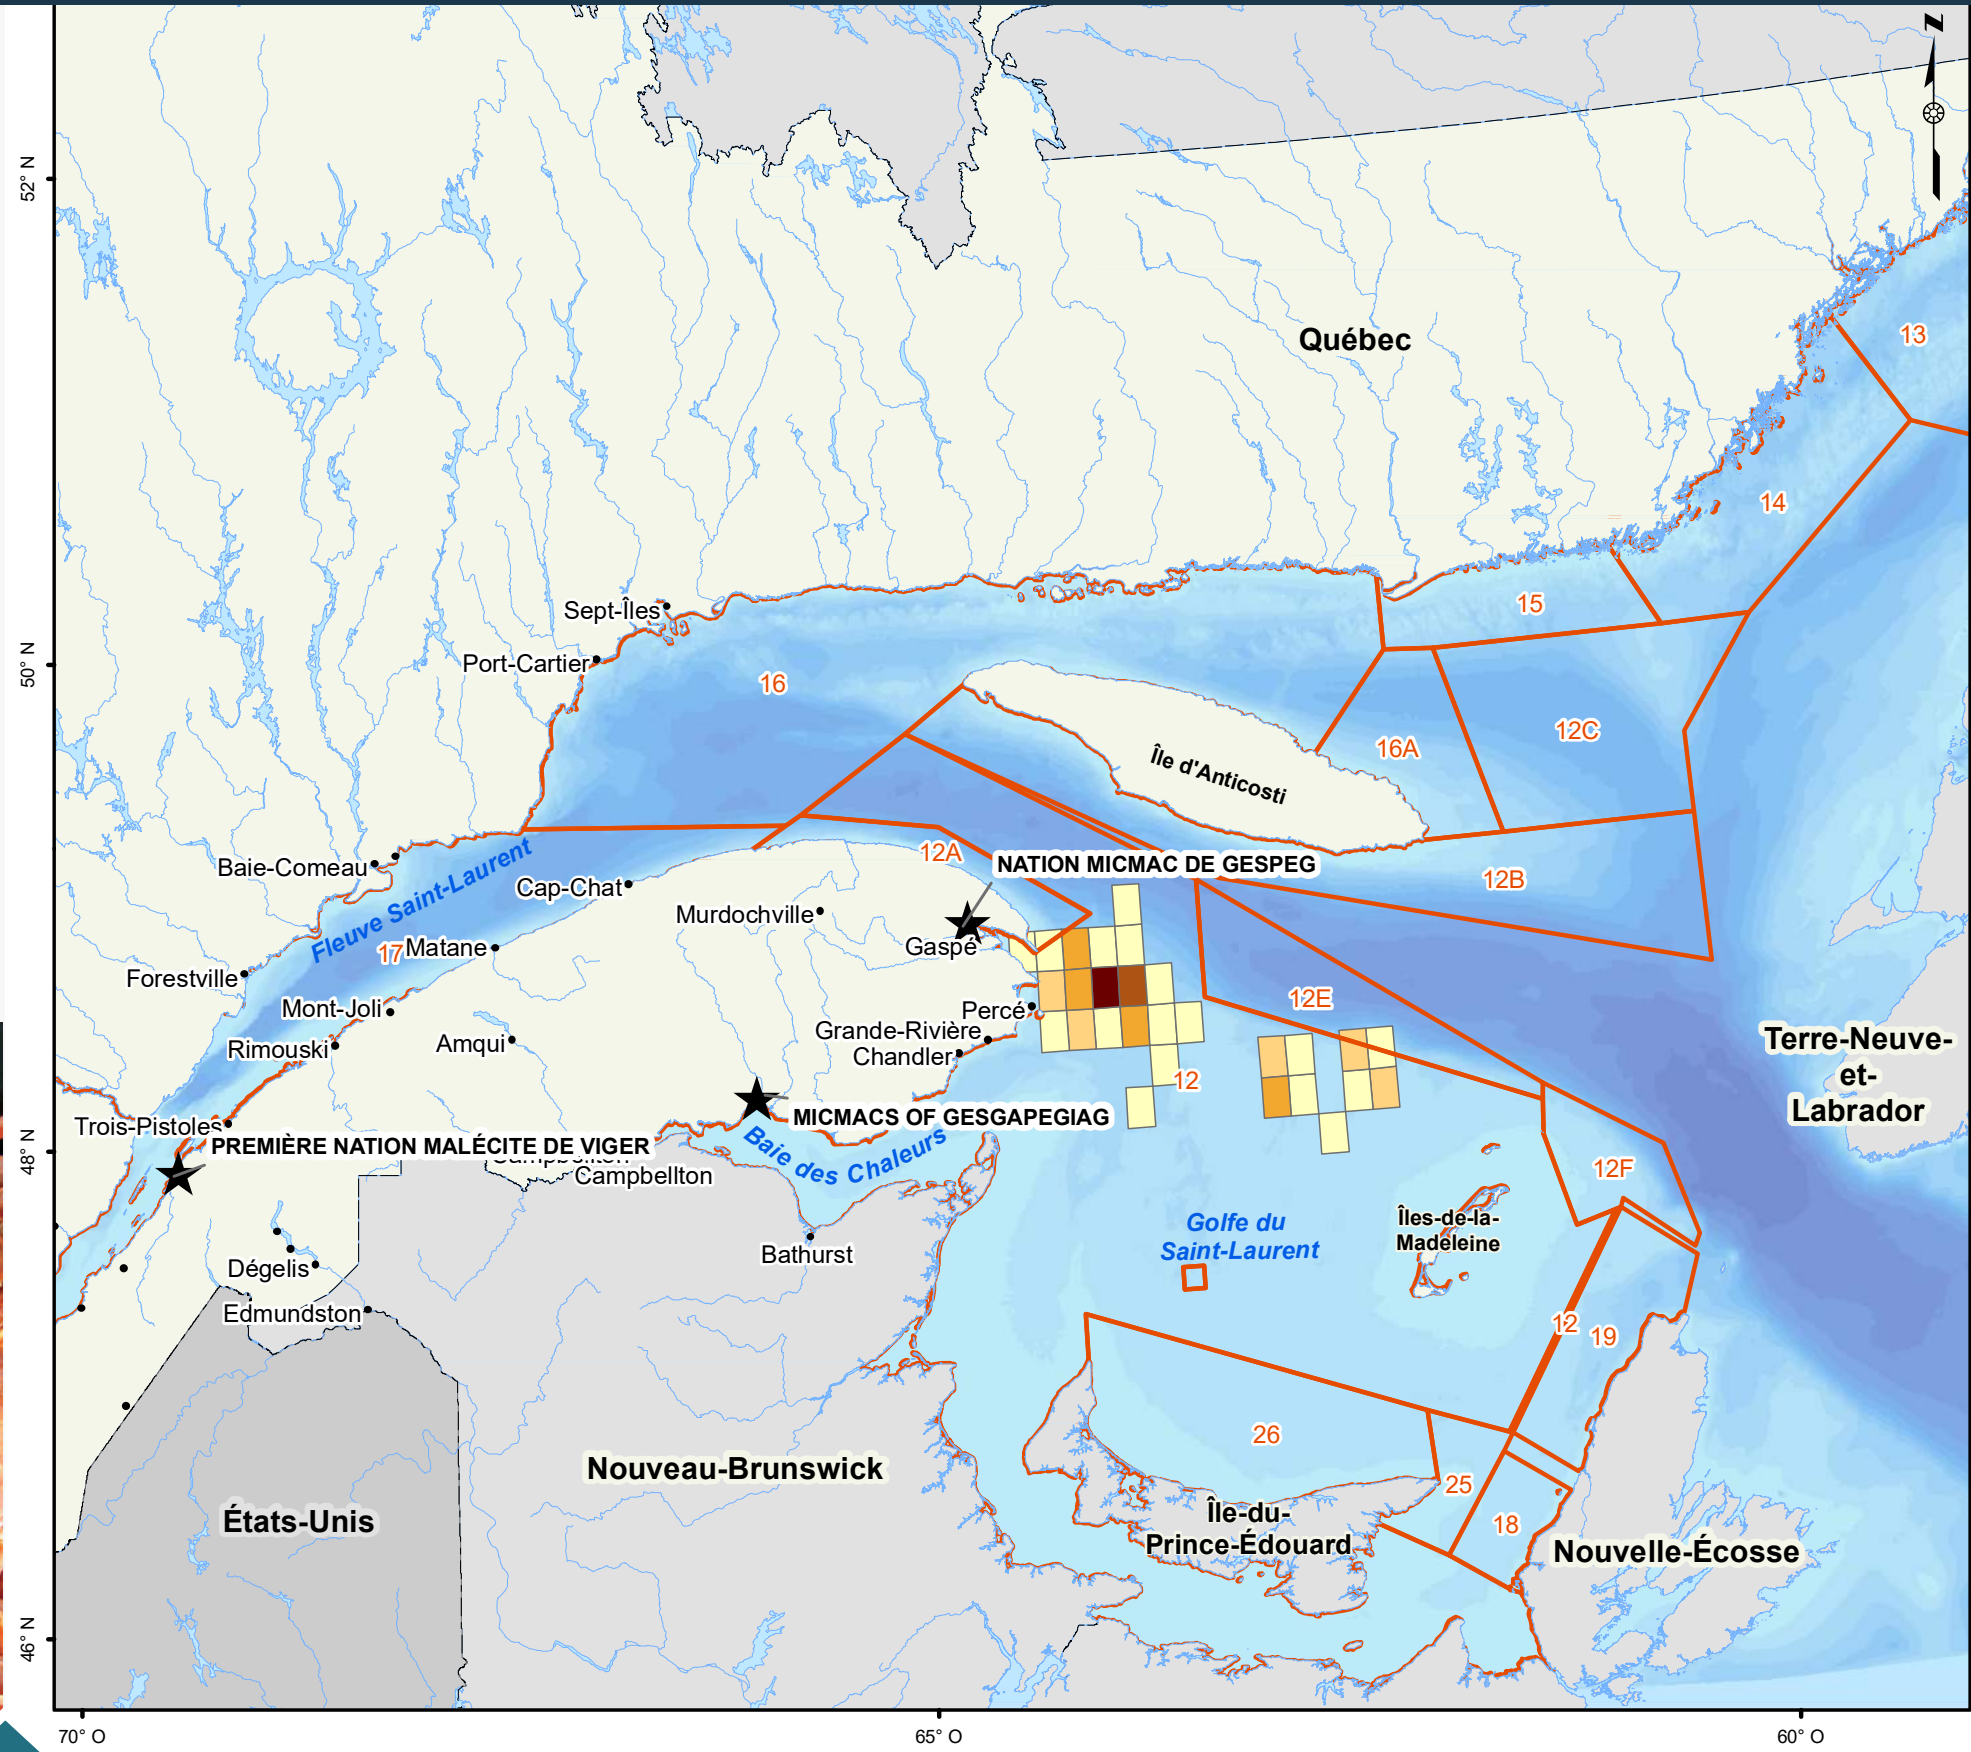 N
52° N
50° N
48° N
46° N
70° O
65° O
60° O
Québec
13
14
15
Sept-Îles
Port-Cartier
16
16A
12C
Île d'Anticosti
12B
12A
NATION MICMAC DE GESPEG
Baie-Comeau
Fleuve Saint-Laurent
Cap-Chat
Murdochville
Gaspé
17
Matane
Forestville
Mont-Joli
Rimouski
Amqui
Percé
Grande-Rivière
Chandler
12E
12
Terre-Neuve-
et-
Labrador
Trois-Pistoles
MICMACS OF GESGAPEGIAG
PREMIÈRE NATION MALÉCITE DE VIGER
Baie des Chaleurs
Campbellton
Campbellton
12F
Bathurst
Golfe du
Saint-Laurent
Îles-de-la-
Madeleine
Dégelis
Edmundston
12
19
26
25
18
Nouveau-Brunswick
États-Unis
Île-du-
Prince-Édouard
Nouvelle-Écosse